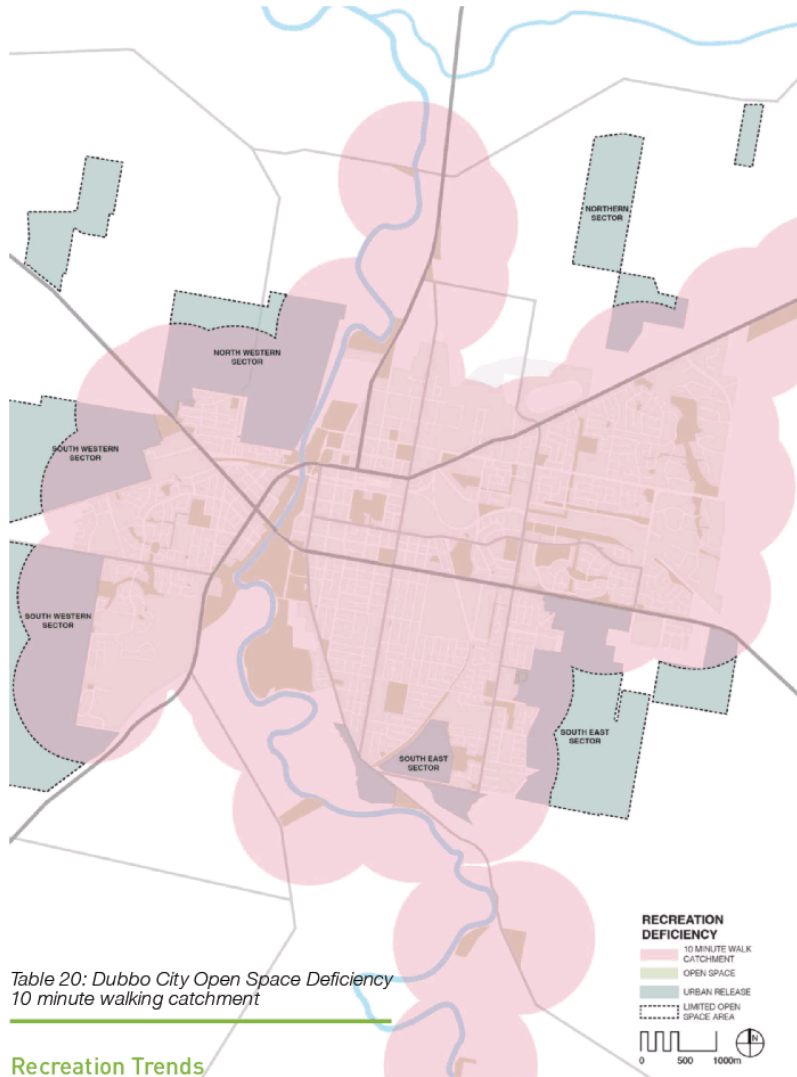 NORTHERN
SECTOR
NORTH WESTERN
SECTOR
SOUTH WESTERN
SECTOR
SOUTH WESTERN
SECTOR
SOUTH EAST
SECTOR
SOUTH EAST
SECTOR
RECREATION
DEFICIENCY
10 MINUTE WALK
CATCHMENT
OPEN SPACE
URBAN RELEASE
LIMITED OPEN
SPACE AREA
N
0 500 1000m
Table 20: Dubbo City Open Space Deficiency
10 minute walking catchment
Recreation Trends